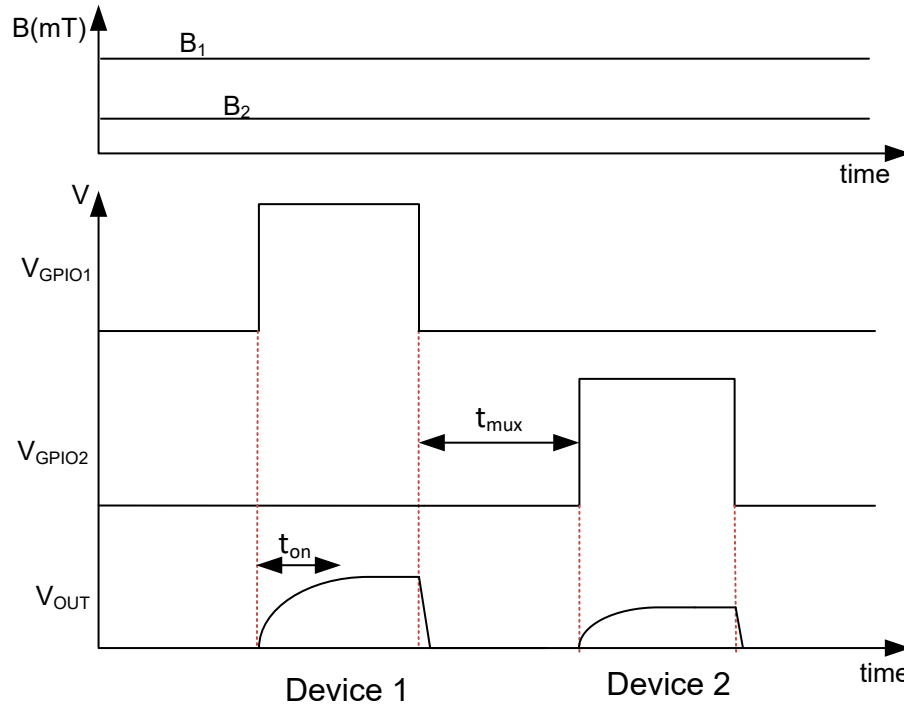 B(mT)
B1
B2
time
V
VGPIO1
tmux
VGPIO2
ton
VOUT
time
Device 1
Device 2